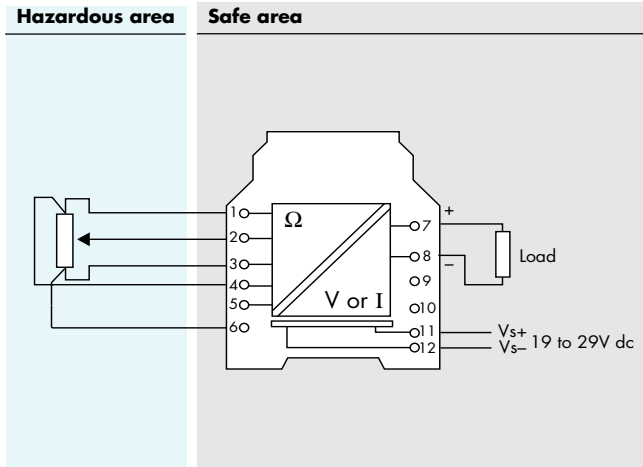 Hazardous area
Safe area
1
2
3
4
5
6
Ω
V or I
7
8
9
10
11
12
+
–
Load
Vs+
Vs–
19 to 29V dc